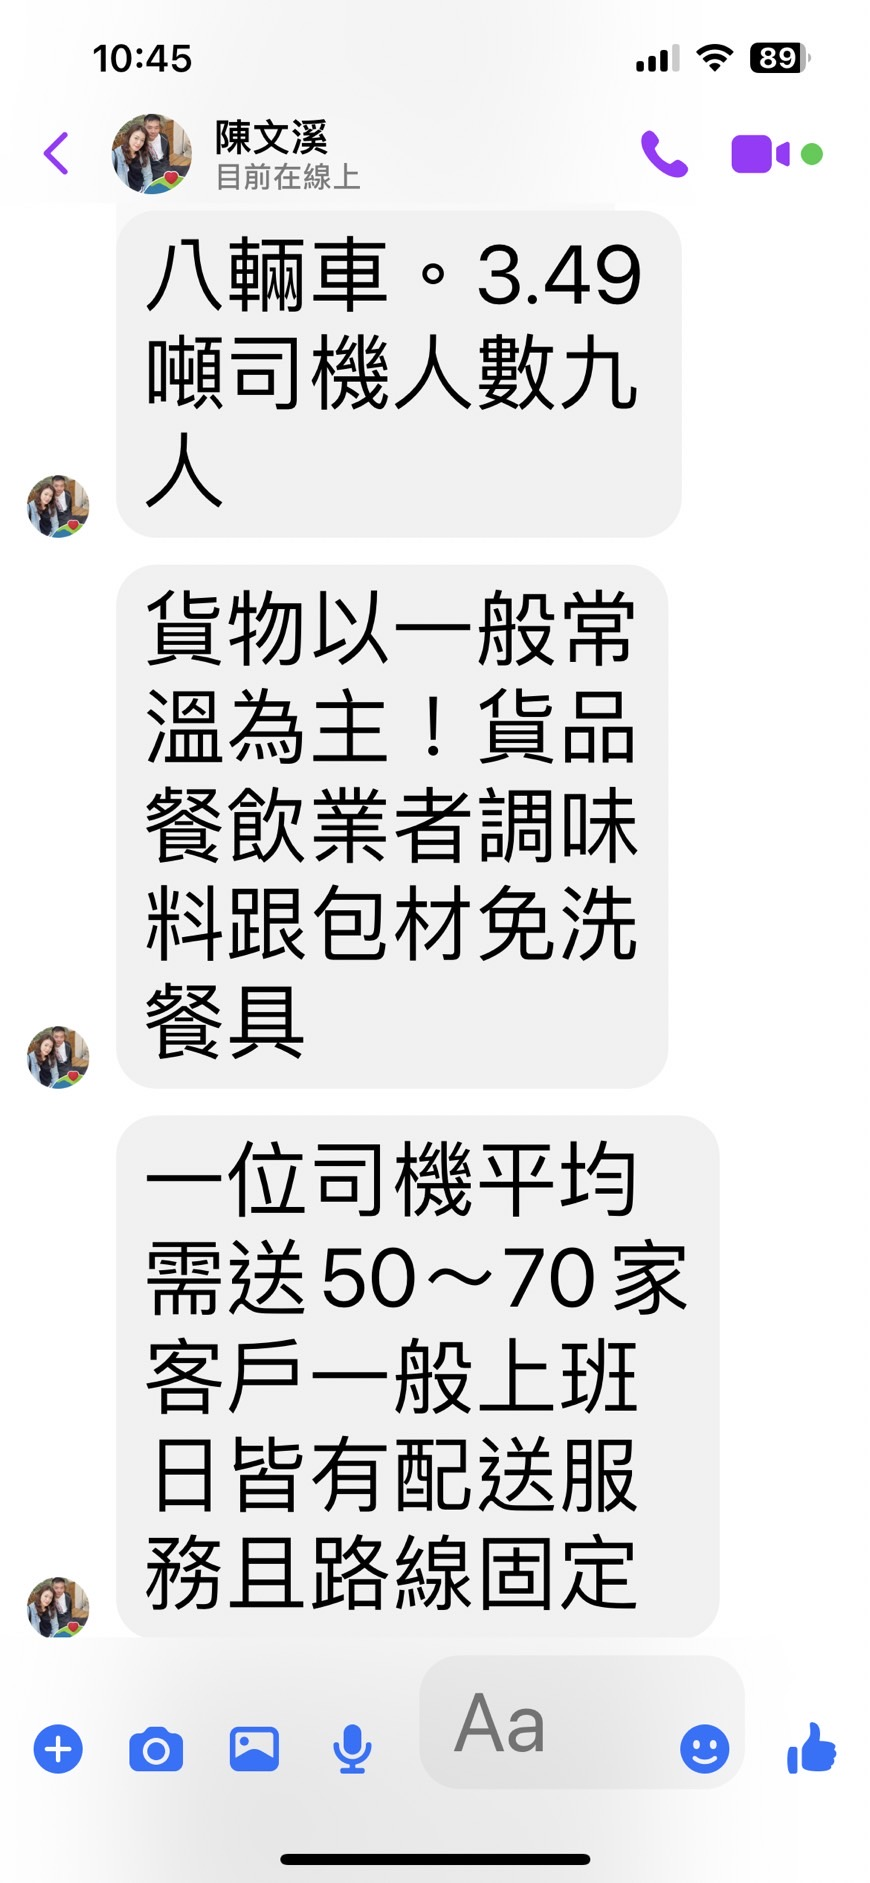 10:45
89
陳文溪
目前在線上
八輛車。3.49
噸司機人數九
人
貨物以一般常
溫為主！貨品
餐飲業者調味
料跟包材免洗
餐具
一位司機平均
需送50～70家
客戶一般上班
日皆有配送服
務且路線固定
Aa